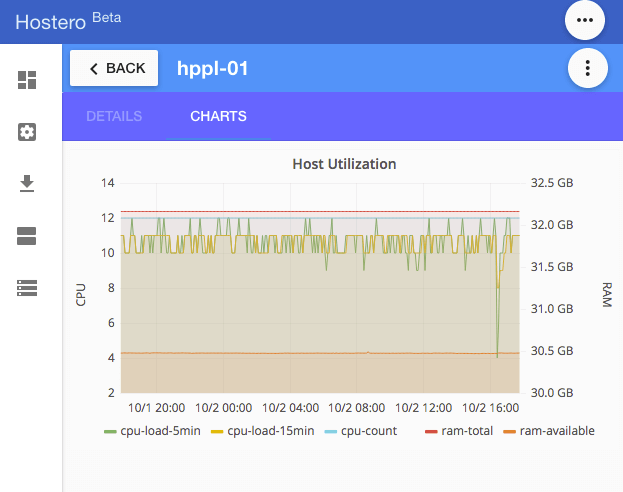 Hostero Beta
BACK
hppl-01
DETAILS
CHARTS
Host Utilization
14
12
10
8
6
4
2
CPU
32.5 GB
32.0 GB
31.5 GB
31.0 GB
30.5 GB
30.0 GB
RAM
10/1 20:00 10/2 00:00 10/2 04:00 10/2 08:00 10/2 12:00 10/2 16:00
cpu-load-5min cpu-load-15min cpu-count ram-total ram-available